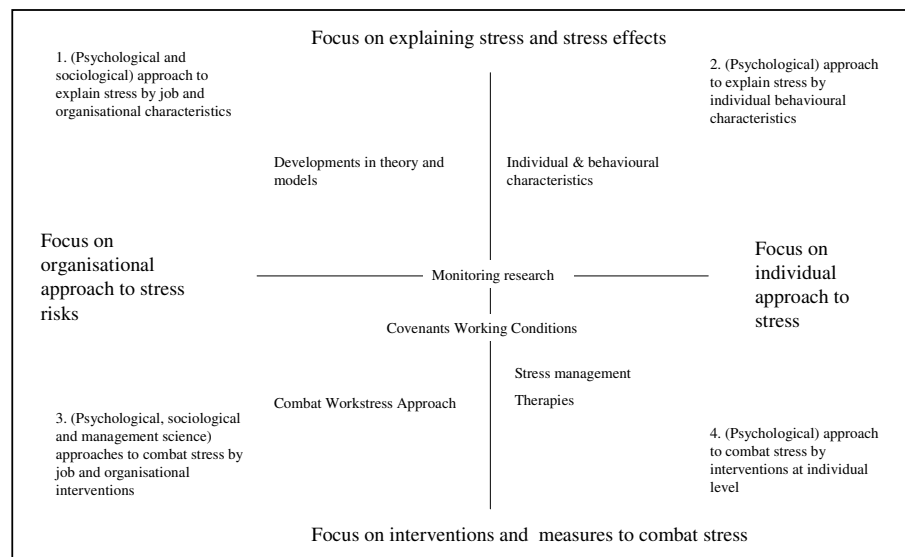 Focus on explaining stress and stress effects
1. (Psychological and
sociological) approach to
explain stress by job and
organisational characteristics
2. (Psychological) approach
to explain stress by
individual behavioural
characteristics
Developments in theory and
models
Individual & behavioural
characteristics
Focus on
organisational
approach to stress
risks
Monitoring research
Focus on
individual
approach to
stress
Covenants Working Conditions
Stress management
Therapies
Combat Workstress Approach
3. (Psychological, sociological
and management science)
approaches to combat stress by
job and organisational
interventions
4. (Psychological) approach
to combat stress by
interventions at individual
level
Focus on interventions and measures to combat stress